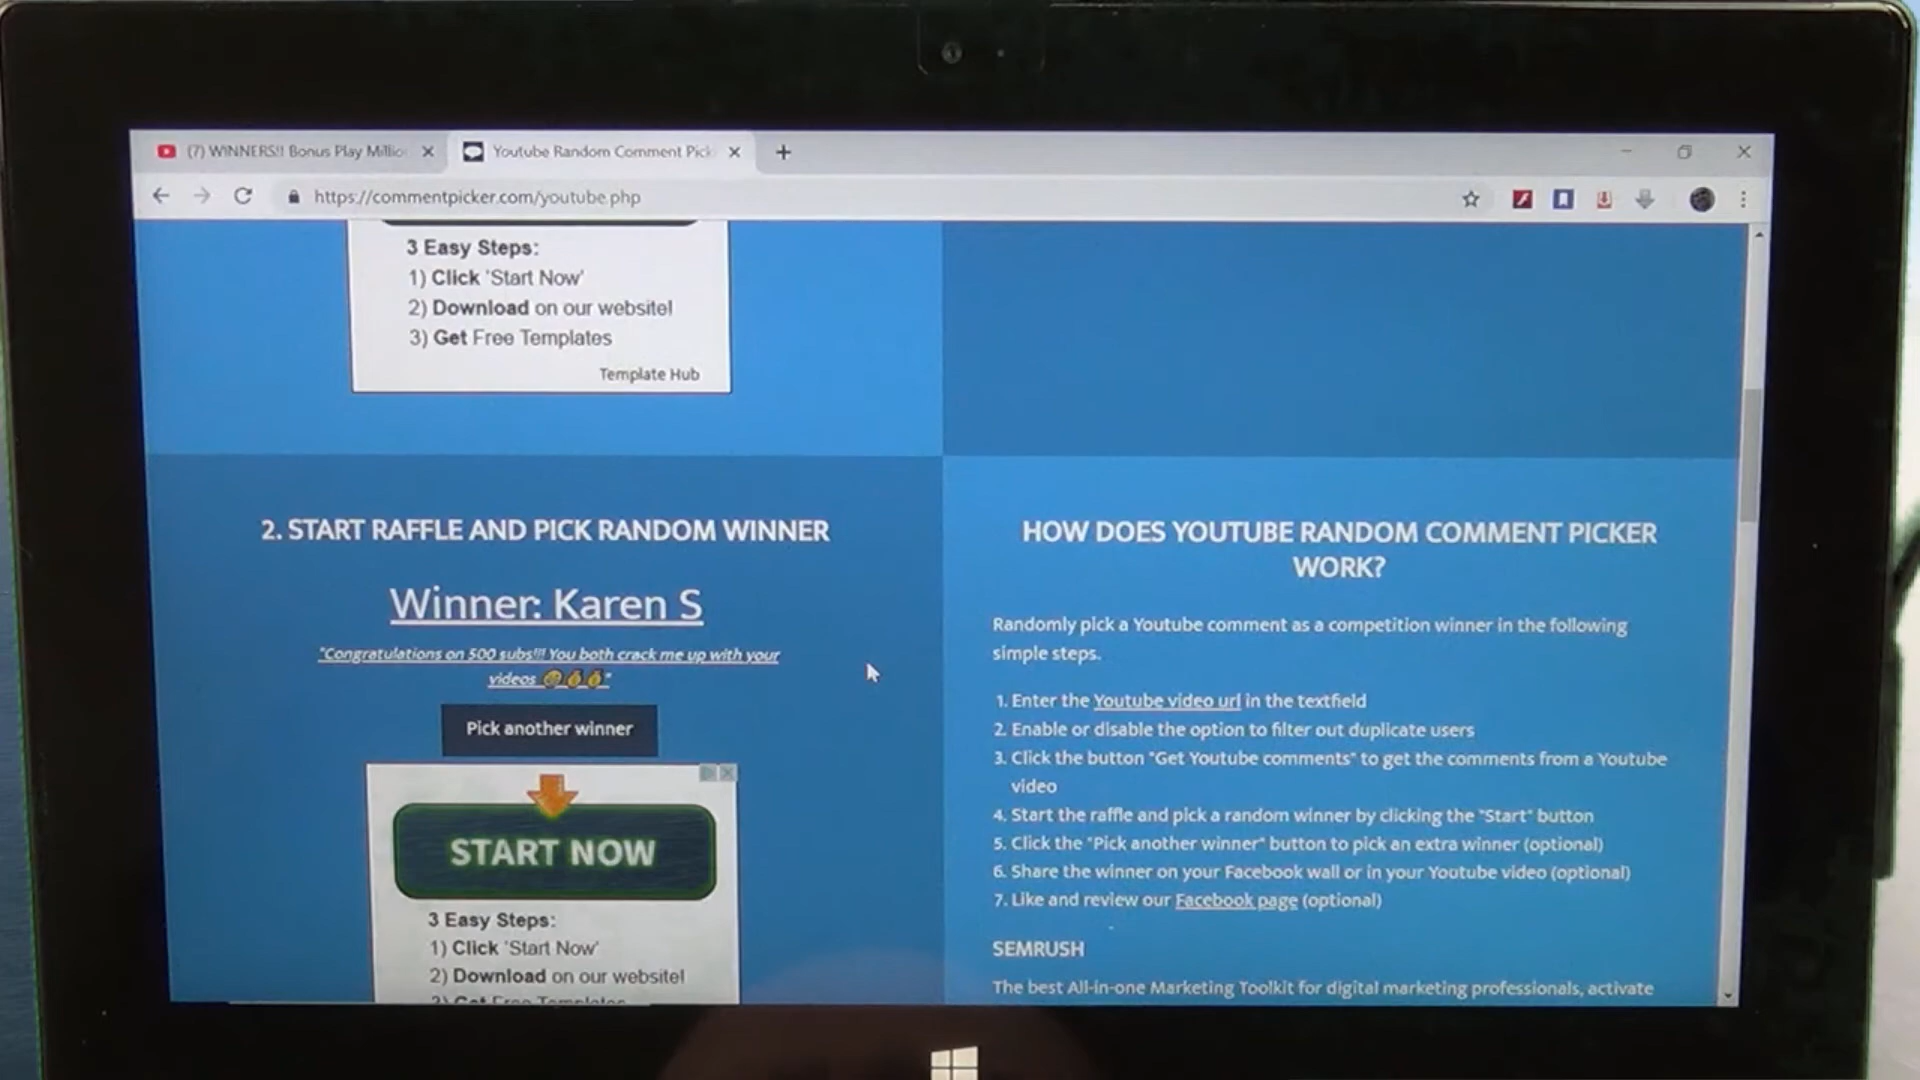 (7) WINNERS!! Bonus Play Millio
Youtube Random Comment Pick
https://commentpicker.com/youtube.php
3 Easy Steps:
1) Click 'Start Now'
2) Download on our website!
3) Get Free Templates
Template Hub
2. START RAFFLE AND PICK RANDOM WINNER
Winner: Karen S
"Congratulations on 500 subs!!! You both crack me up with your
videos 🤣💰💰"
Pick another winner
START NOW
3 Easy Steps:
1) Click 'Start Now'
2) Download on our website!
3) Get Free Templates
HOW DOES YOUTUBE RANDOM COMMENT PICKER
WORK?
Randomly pick a Youtube comment as a competition winner in the following
simple steps.
1. Enter the Youtube video url in the textfield
2. Enable or disable the option to filter out duplicate users
3. Click the button "Get Youtube comments" to get the comments from a Youtube
video
4. Start the raffle and pick a random winner by clicking the "Start" button
5. Click the "Pick another winner" button to pick an extra winner (optional)
6. Share the winner on your Facebook wall or in your Youtube video (optional)
7. Like and review our Facebook page (optional)
SEMRUSH
The best All-in-one Marketing Toolkit for digital marketing professionals, activate